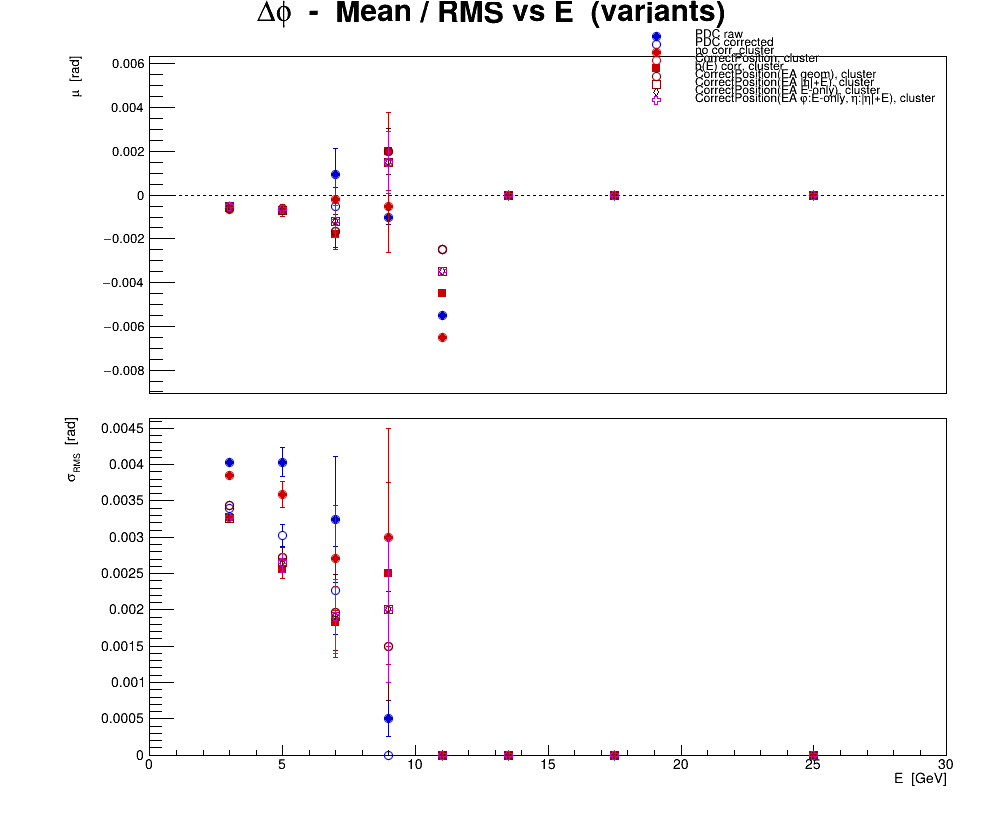 Δϕ - Mean / RMS vs E (variants)
PDC raw
PDC corrected
no corr, cluster
CorrectPosition, cluster
b(E) corr, cluster
CorrectPosition(EA geom), cluster
CorrectPosition(EA |η|+E), cluster
CorrectPosition(EA E-only), cluster
CorrectPosition(EA φ:E-only, η:|η|+E), cluster
μ [rad]
0.006
0.004
0.002
0
−0.002
−0.004
−0.006
−0.008
σRMS [rad]
0.0045
0.004
0.0035
0.003
0.0025
0.002
0.0015
0.001
0.0005
0
0 5 10 15 20 25 30
E [GeV]